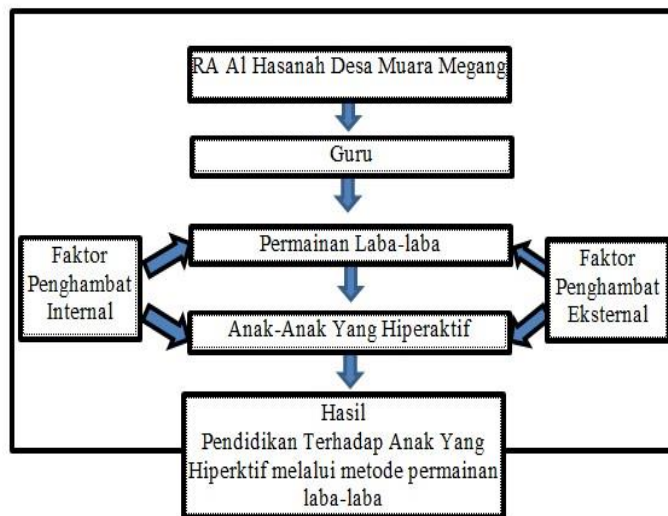 RA Al Hasanah Desa Muara Megang
Guru
Permainan Laba-laba
Faktor
Penghambat
Internal
Faktor
Penghambat
Eksternal
Anak-Anak Yang Hiperaktif
Hasil
Pendidikan Terhadap Anak Yang
Hiperktif melalui metode permainan
laba-laba